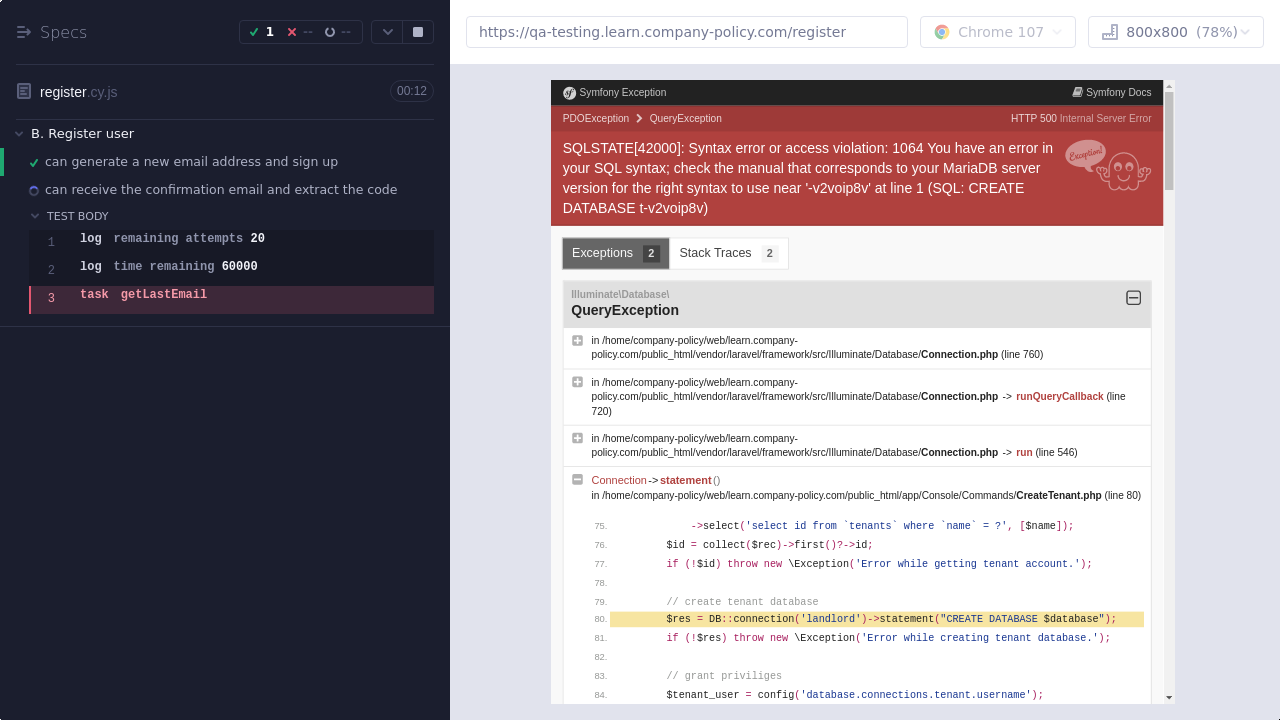 Specs
1
--
--
https://qa-testing.learn.company-policy.com/register
Chrome 107
800x800 (78%)
register.cy.js
00:12
B. Register user
can generate a new email address and sign up
can receive the confirmation email and extract the code
TEST BODY
1 log remaining attempts 20
2 log time remaining 60000
3 task getLastEmail
Symfony Exception
Symfony Docs
PDOException QueryException
HTTP 500 Internal Server Error
SQLSTATE[42000]: Syntax error or access violation: 1064 You have an error in
your SQL syntax; check the manual that corresponds to your MariaDB server
version for the right syntax to use near '-v2voip8v' at line 1 (SQL: CREATE
DATABASE t-v2voip8v)
Exception!
Exceptions 2
Stack Traces 2
Illuminate\Database\
QueryException
in /home/company-policy/web/learn.company-
policy.com/public_html/vendor/laravel/framework/src/Illuminate/Database/Connection.php (line 760)
in /home/company-policy/web/learn.company-
policy.com/public_html/vendor/laravel/framework/src/Illuminate/Database/Connection.php -> runQueryCallback (line
720)
in /home/company-policy/web/learn.company-
policy.com/public_html/vendor/laravel/framework/src/Illuminate/Database/Connection.php -> run (line 546)
Connection->statement()
in /home/company-policy/web/learn.company-policy.com/public_html/app/Console/Commands/CreateTenant.php (line 80)
75. ->select('select id from `tenants` where `name` = ?', [$name]);
76. $id = collect($rec)->first()?->id;
77. if (!$id) throw new \Exception('Error while getting tenant account.');
78.
79. // create tenant database
80. $res = DB::connection('landlord')->statement("CREATE DATABASE $database");
81. if (!$res) throw new \Exception('Error while creating tenant database.');
82.
83. // grant priviliges
84. $tenant_user = config('database.connections.tenant.username');